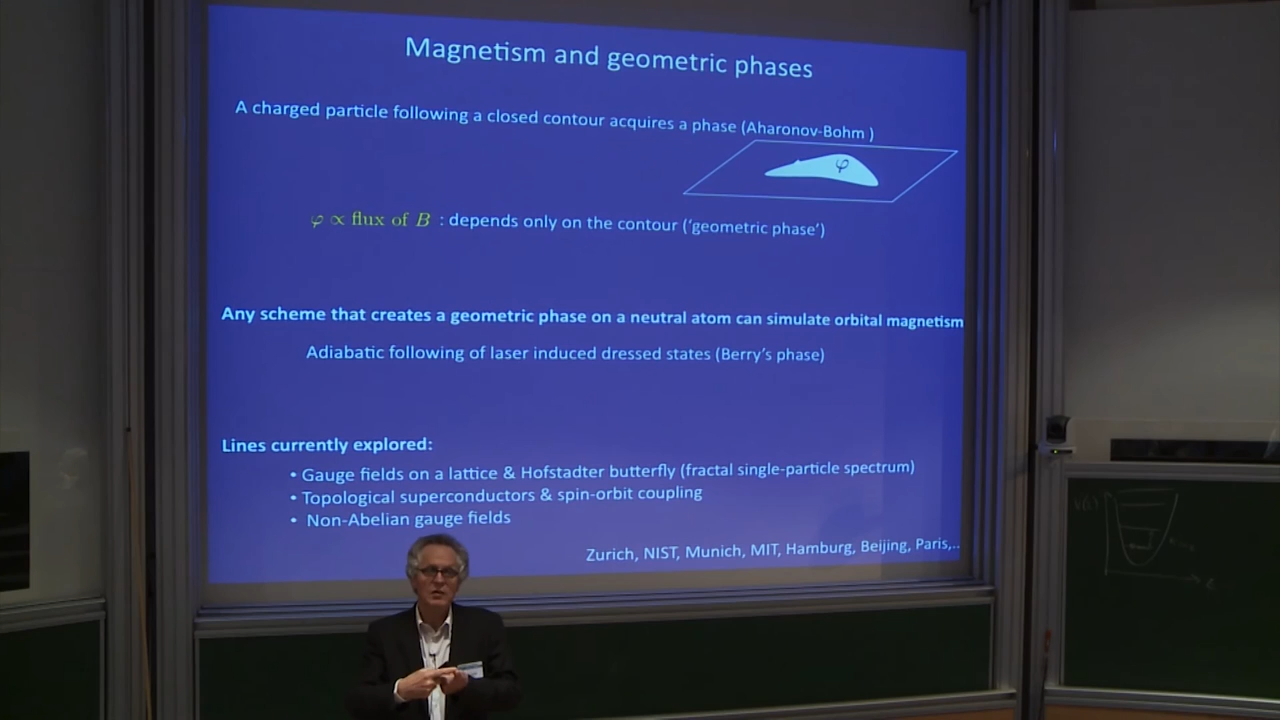 Magnetism and geometric phases
A charged particle following a closed contour acquires a phase (Aharonov-Bohm )
φ
φ ∝ flux of B : depends only on the contour ('geometric phase')
Any scheme that creates a geometric phase on a neutral atom can simulate orbital magnetism
Adiabatic following of laser induced dressed states (Berry's phase)
Lines currently explored:
• Gauge fields on a lattice & Hofstadter butterfly (fractal single-particle spectrum)
• Topological superconductors & spin-orbit coupling
• Non-Abelian gauge fields
Zurich, NIST, Munich, MIT, Hamburg, Beijing, Paris,..